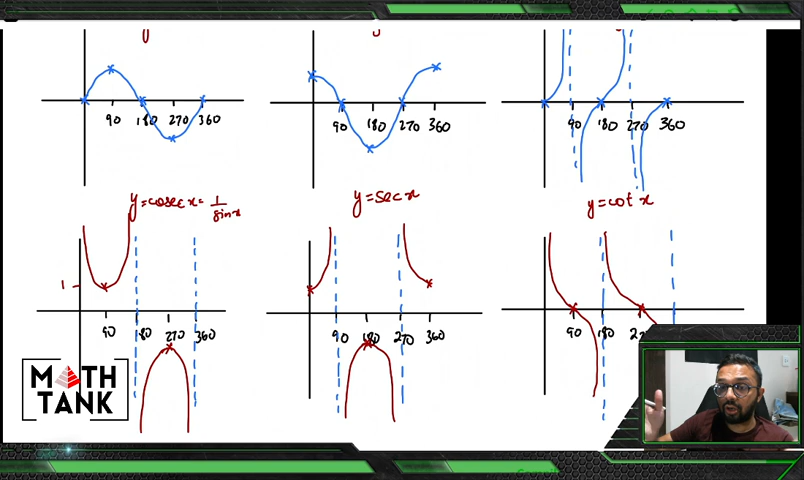 y
90 180 270 360
90 180 270 360
90 180 270 360
y=cosec x = 1/sinx
y=sec x
y=cot x
1
90 180 270 360
90 180 270 360
90 180
MATH
TANK